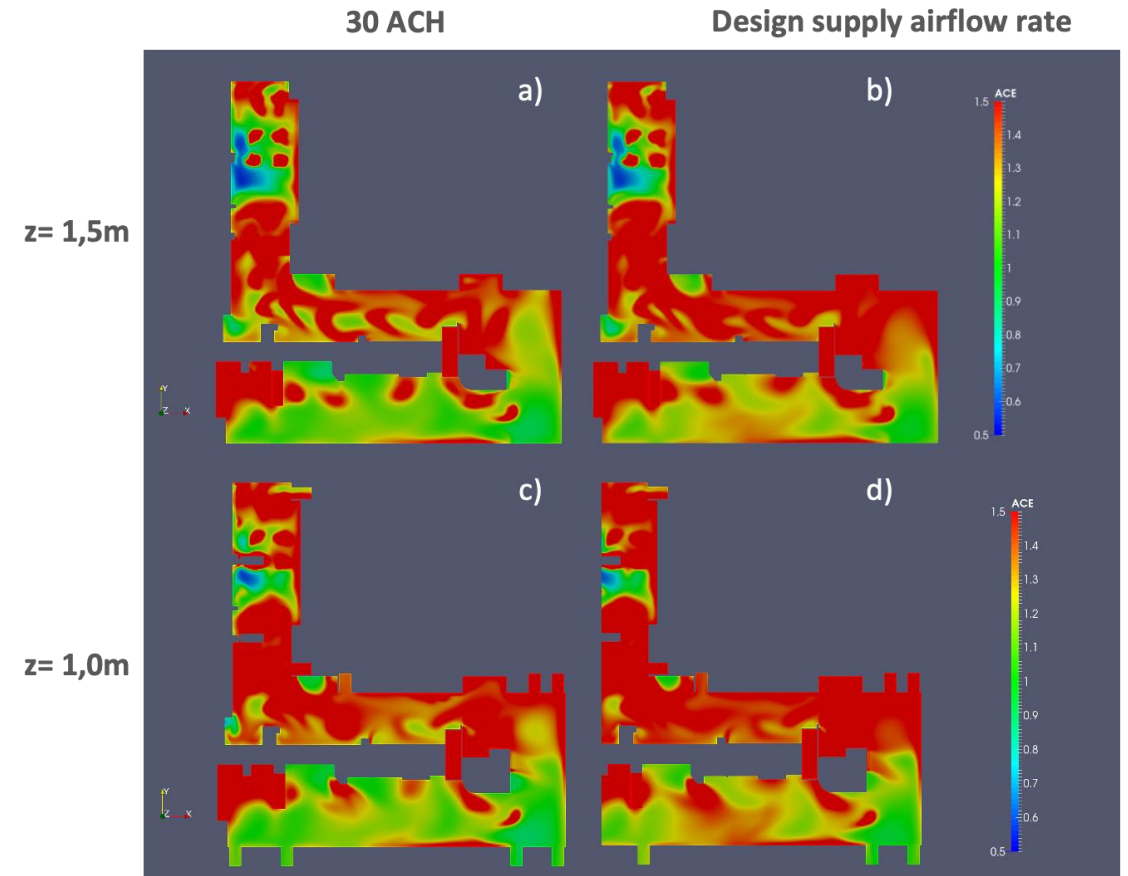 30 ACH
Design supply airflow rate
a)
b)
ACE
1.5
1.4
1.3
1.2
1.1
1
0.9
0.8
0.7
0.6
0.5
z= 1,5m
Y
Z X
Y
Z X
c)
d)
ACE
1.5
1.4
1.3
1.2
1.1
1
0.9
0.8
0.7
0.6
0.5
z= 1,0m
Y
Z X
Y
Z X